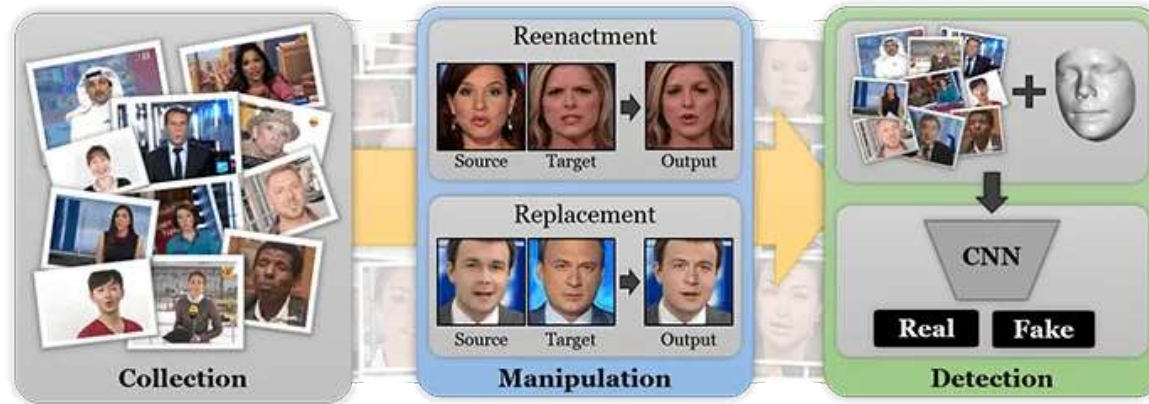 Reenactment
Source Target Output
Replacement
Source Target Output
CNN
Real Fake
Collection Manipulation Detection